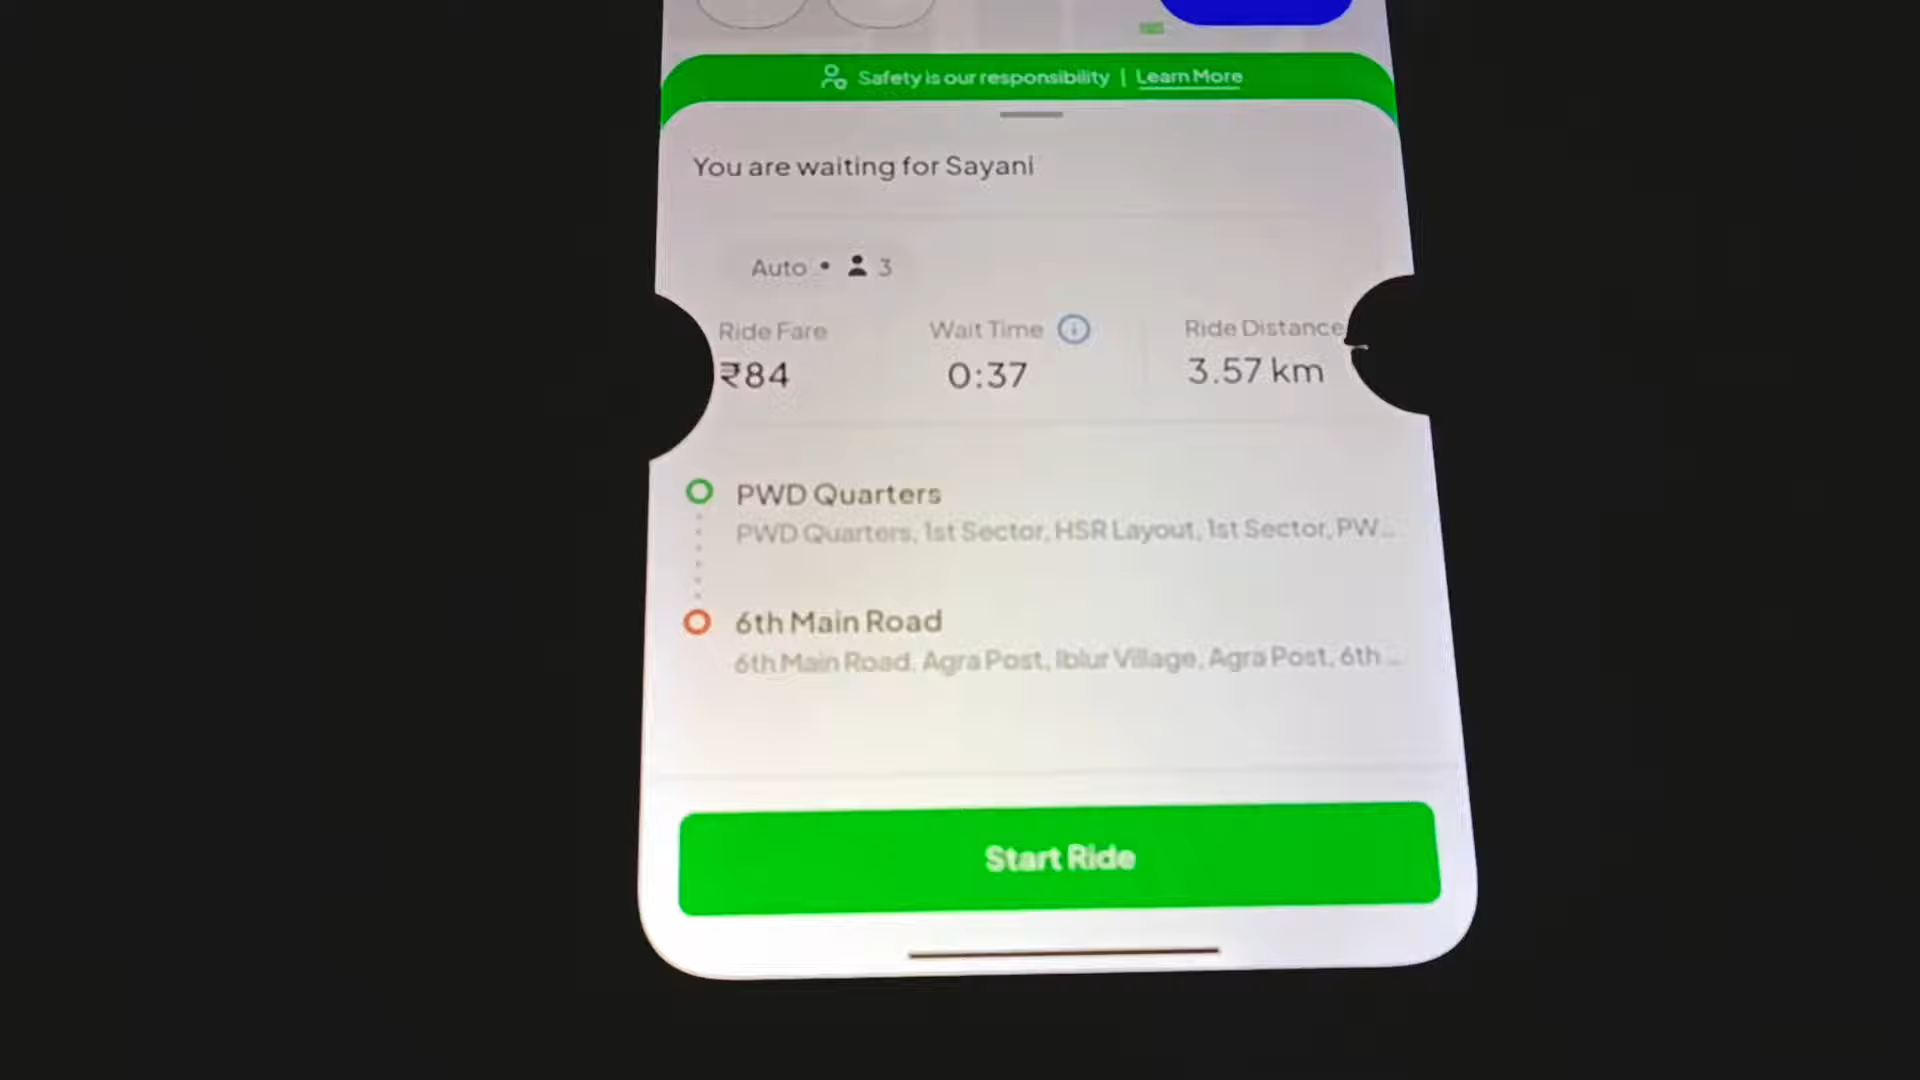 Safety is our responsibility | Learn More
You are waiting for Sayani
Auto • 3
Ride Fare Wait Time Ride Distance
₹84 0:37 3.57 km
PWD Quarters
PWD Quarters, 1st Sector, HSR Layout, 1st Sector, PW...
6th Main Road
6th Main Road, Agra Post, Iblur Village, Agra Post, 6th ...
Start Ride